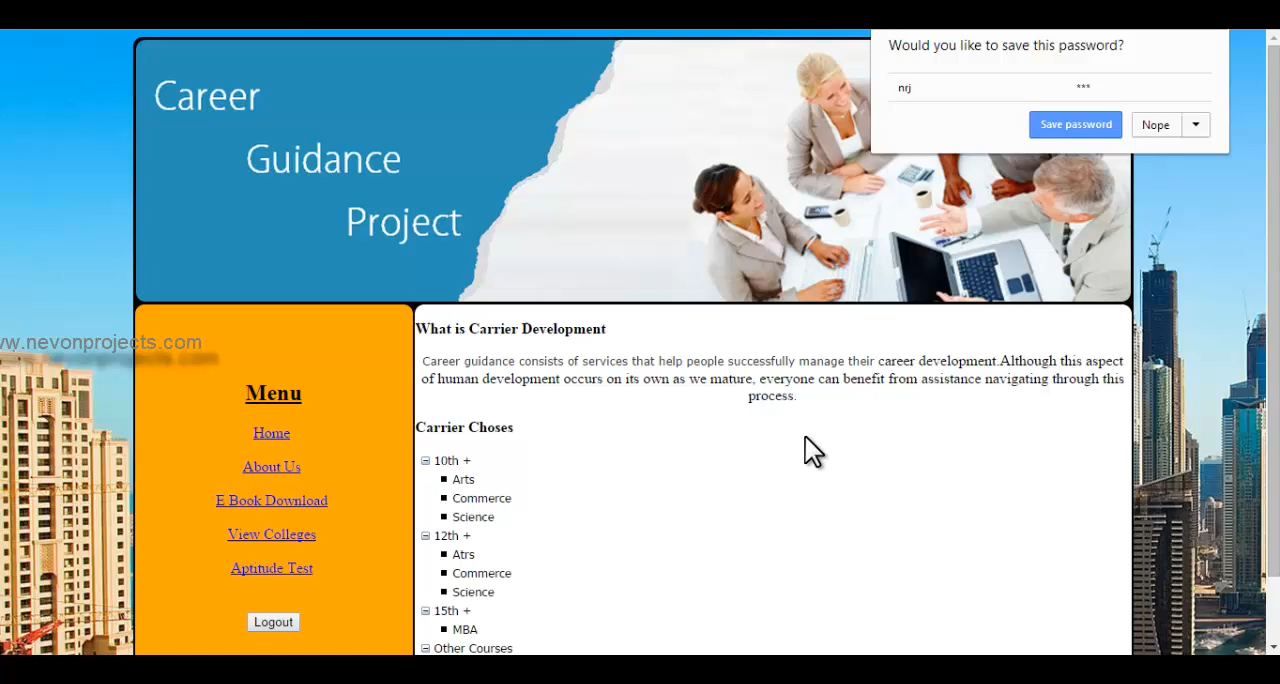 Would you like to save this password?
nrj ***
Save password Nope
Career
Guidance
Project
w.nevonprojects.com
Menu
Home
About Us
E Book Download
View Colleges
Aptitude Test
Logout
What is Carrier Development
Career guidance consists of services that help people successfully manage their career development.Although this aspect
of human development occurs on its own as we mature, everyone can benefit from assistance navigating through this
process.
Carrier Choses
10th +
Arts
Commerce
Science
12th +
Atrs
Commerce
Science
15th +
MBA
Other Courses